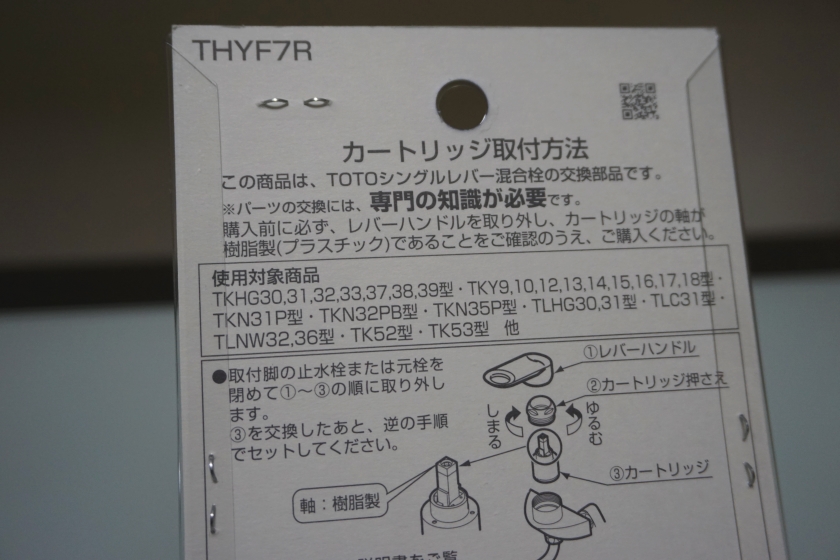 THYF7R
カートリッジ取付方法
この商品は、TOTOシングルレバー混合栓の交換部品です。
※パーツの交換には、専門の知識が必要です。
購入前に必ず、レバーハンドルを取り外し、カートリッジの軸が
樹脂製(プラスチック)であることをご確認のうえ、ご購入ください。
使用対象商品
TKHG30,31,32,33,37,38,39型・TKY9,10,12,13,14,15,16,17,18型・
TKN31P型・TKN32PB型・TKN35P型・TLHG30,31型・TLC31型・
TLNW32,36型・TK52型・TK53型 他
●取付脚の止水栓または元栓を
閉めて①～③の順に取り外し
ます。
③を交換したあと、逆の手順
でセットしてください。
①レバーハンドル
②カートリッジ押さえ
しまる
ゆるむ
③カートリッジ
軸：樹脂製
説明書をご覧